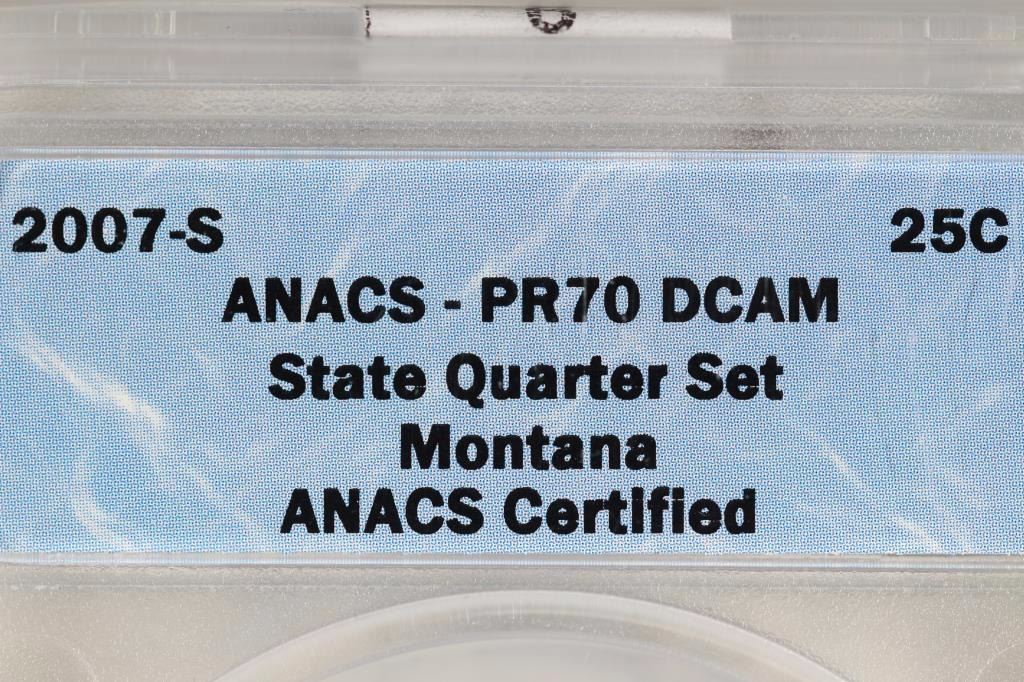 2007-S 25C
ANACS - PR70 DCAM
State Quarter Set
Montana
ANACS Certified